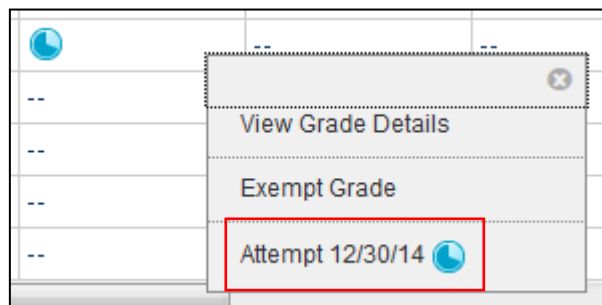 -- --
--
View Grade Details
--
Exempt Grade
--
Attempt 12/30/14
--